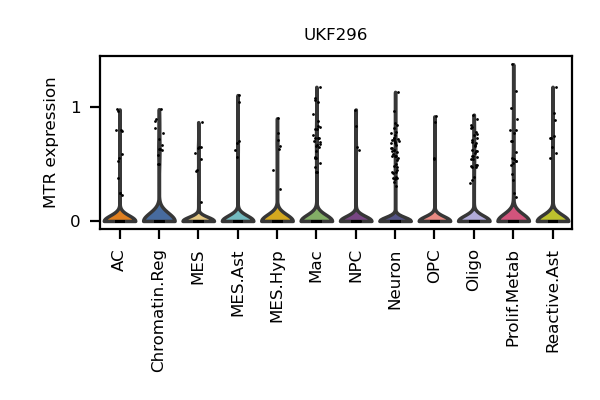 UKF296
MTR expression
1
0
AC
Chromatin.Reg
MES
MES.Ast
MES.Hyp
Mac
NPC
Neuron
OPC
Oligo
Prolif.Metab
Reactive.Ast